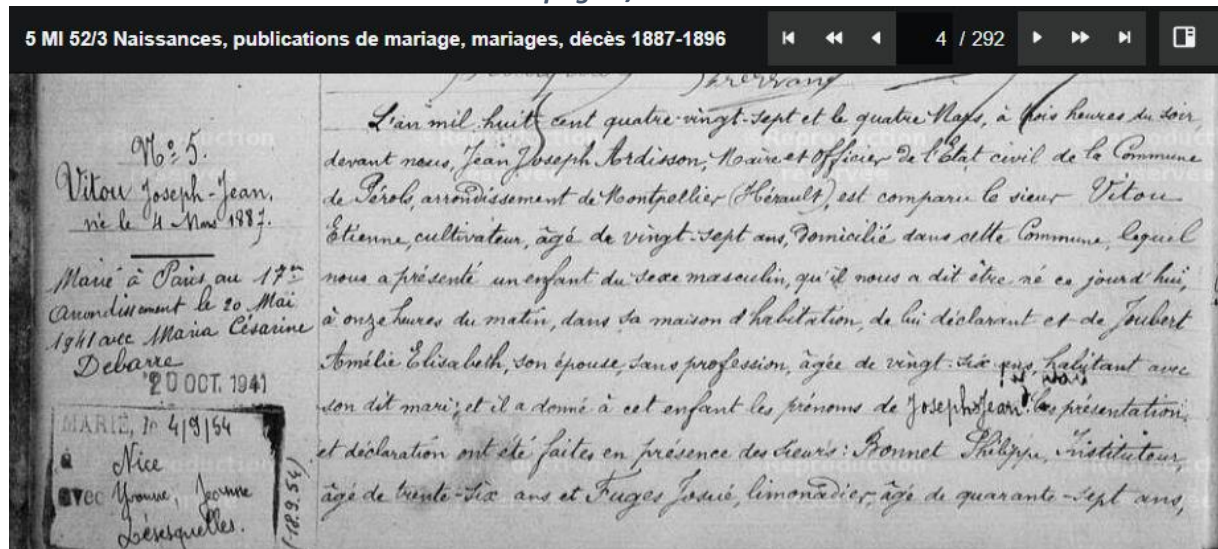 5 MI 52/3 Naissances, publications de mariage, mariages, décès 1887-1896
4 / 292
N° 5.
Vitou Joseph-Jean.
né le 4 Mars 1887.
Marié à Paris au 17me
Arrondissement le 20 Mai
1941 avec Maria Césarine
Debarre
20 OCT. 1941
MARIÉ, le 4/9/54
à Nice
avec Yvonne, Jeanne
(18.9.54)
L'an mil huit cent quatre-vingt-sept et le quatre Mars, à trois heures du soir
devant nous, Jean Joseph Ardisson, Maire et Officier de l'État civil de la Commune
de Pérols, arrondissement de Montpellier (Hérault), est comparu le sieur Vitou
Etienne, cultivateur, âgé de vingt-sept ans, domicilié dans cette Commune, lequel
nous a présenté un enfant du sexe masculin, qu'il nous a dit être né ce jourd'hui,
à onze heures du matin, dans sa maison d'habitation, de lui déclarant et de Joubert
Amélie Elisabeth, son épouse, sans profession, âgée de vingt-six ans, habitant avec
son dit mari; et il a donné à cet enfant les prénoms de Joseph Jean. Les présentation
et déclaration ont été faites en présence des sieurs: Bonnet Philippe, Instituteur,
âgé de trente-six ans et Fuges Josué, limonadier, âgé de quarante-sept ans,